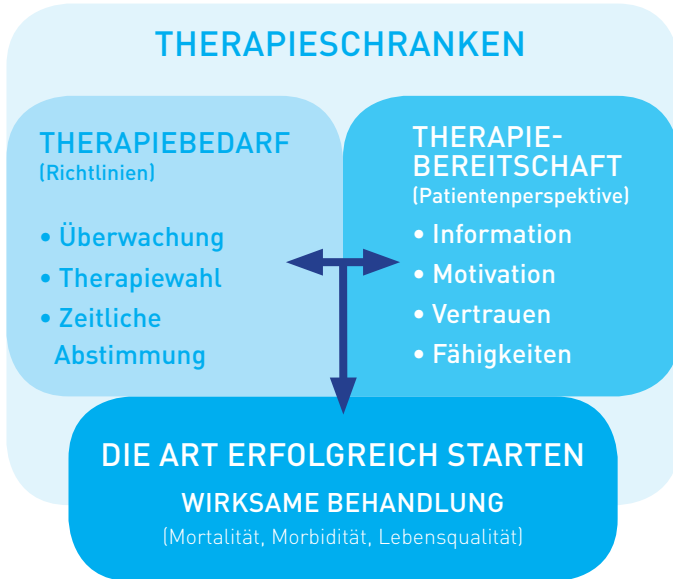 THERAPIESCHRANKEN
THERAPIEBEDARF
(Richtlinien)
• Überwachung
• Therapiewahl
• Zeitliche
Abstimmung
THERAPIE-
BEREITSCHAFT
(Patientenperspektive)
• Information
• Motivation
• Vertrauen
• Fähigkeiten
DIE ART ERFOLGREICH STARTEN
WIRKSAME BEHANDLUNG
(Mortalität, Morbidität, Lebensqualität)